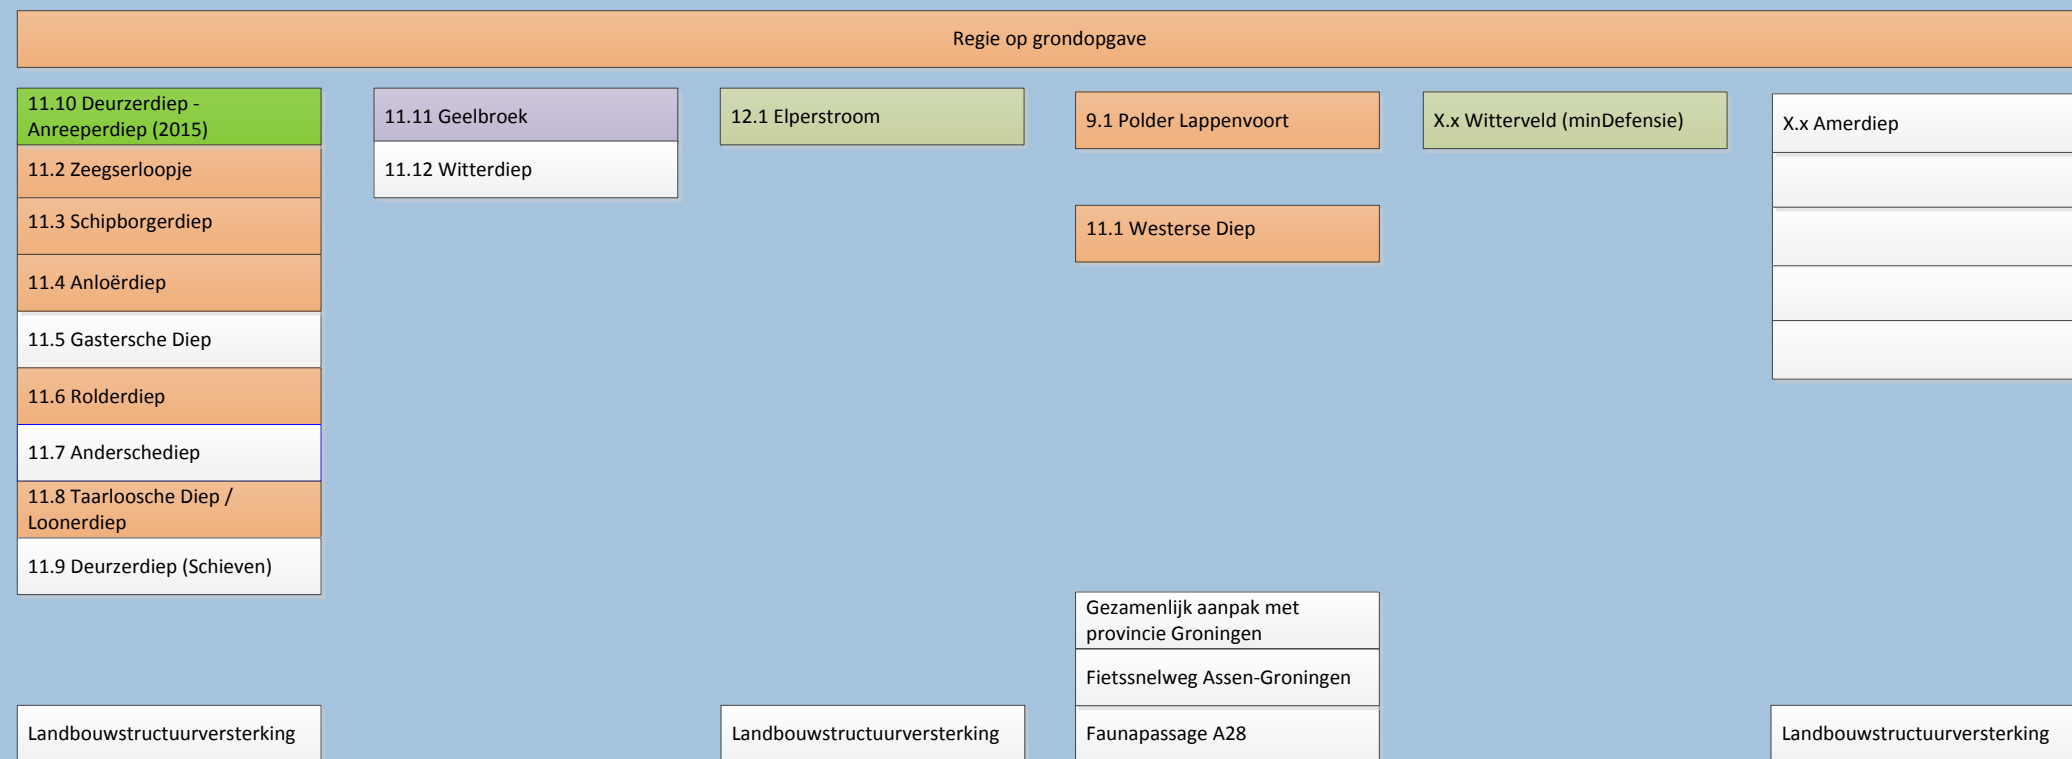 Regie op grondopgave
11.10 Deurzerdiep -
Anreeperdiep (2015)
11.2 Zeegserloopje
11.3 Schipborgerdiep
11.4 Anloërdiep
11.5 Gastersche Diep
11.6 Rolderdiep
11.7 Anderschediep
11.8 Taarloosche Diep /
Loonerdiep
11.9 Deurzerdiep (Schieven)
Landbouwstructuurversterking
11.11 Geelbroek
11.12 Witterdiep
12.1 Elperstroom
Landbouwstructuurversterking
9.1 Polder Lappenvoort
11.1 Westerse Diep
Gezamenlijk aanpak met
provincie Groningen
Fietssnelweg Assen-Groningen
Faunapassage A28
X.x Witterveld (minDefensie)
X.x Amerdiep
Landbouwstructuurversterking